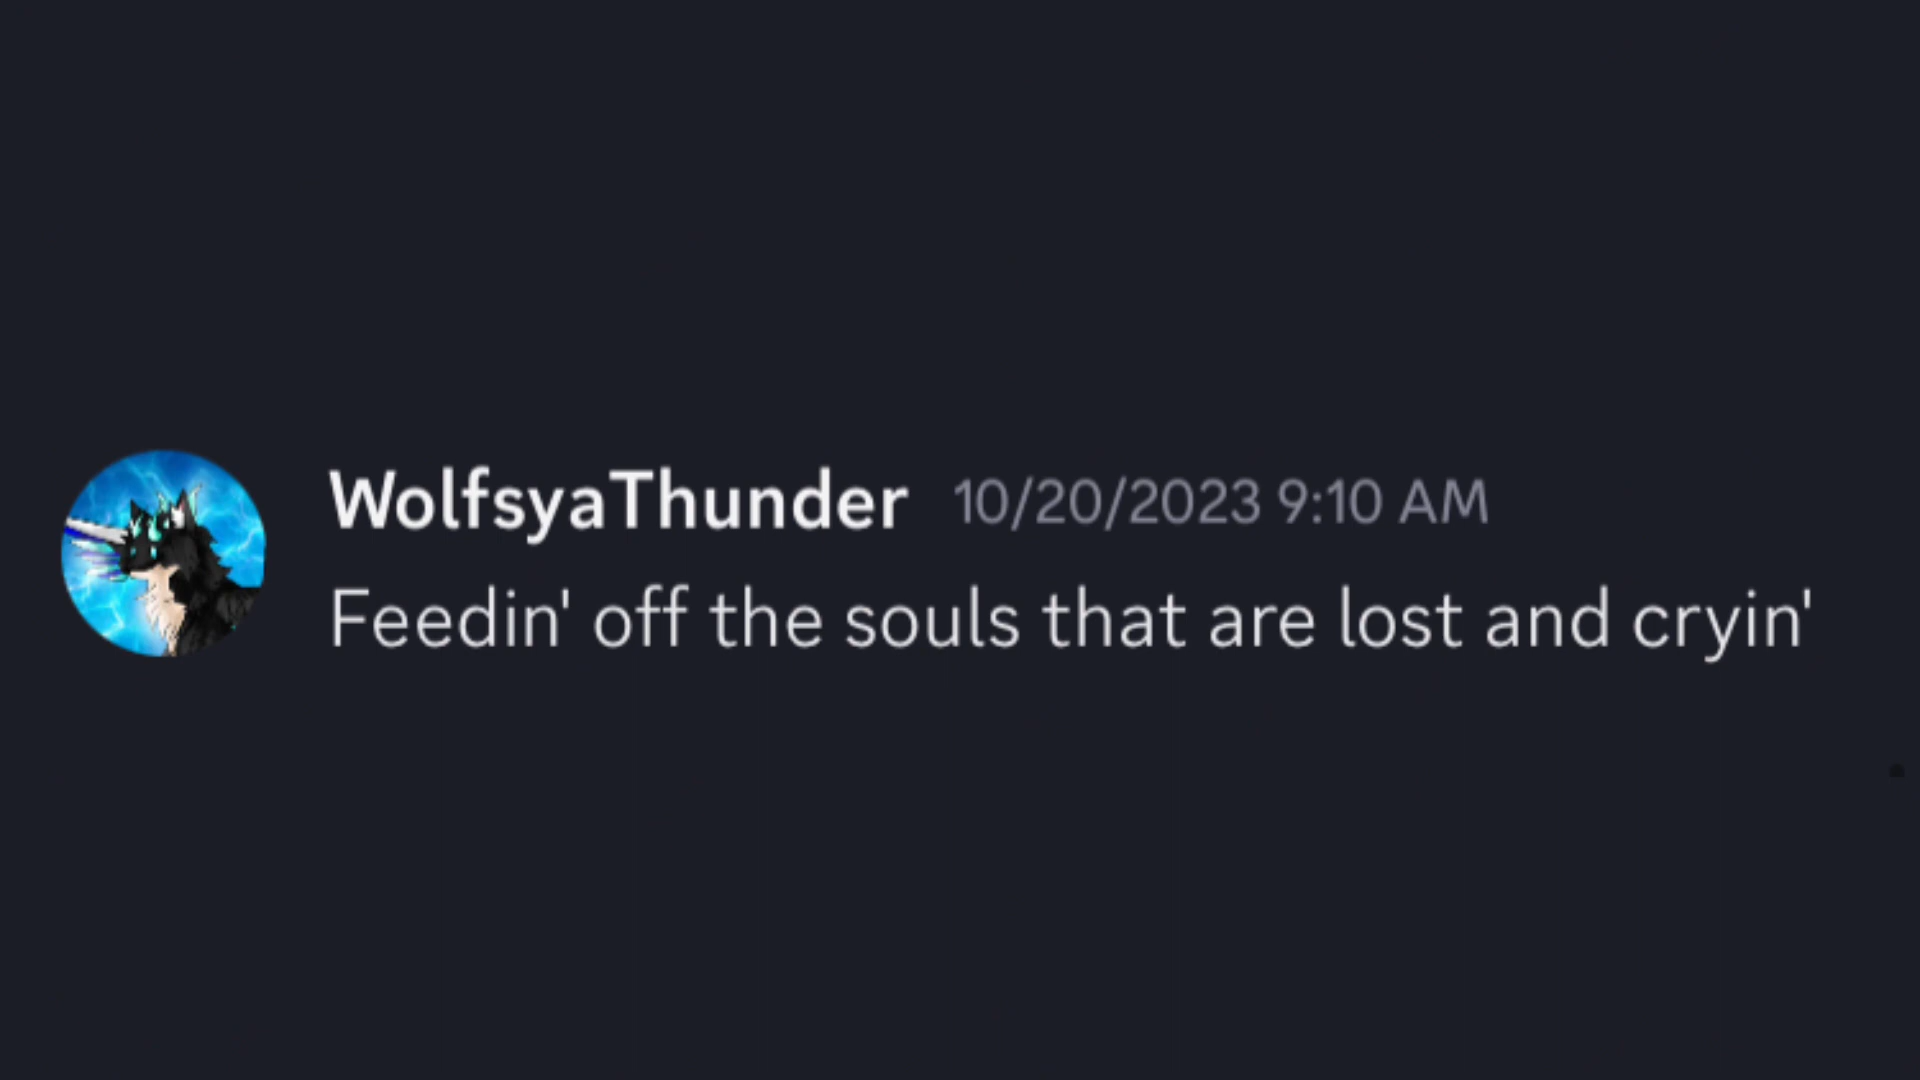 WolfsyaThunder 10/20/2023 9:10 AM
Feedin' off the souls that are lost and cryin'